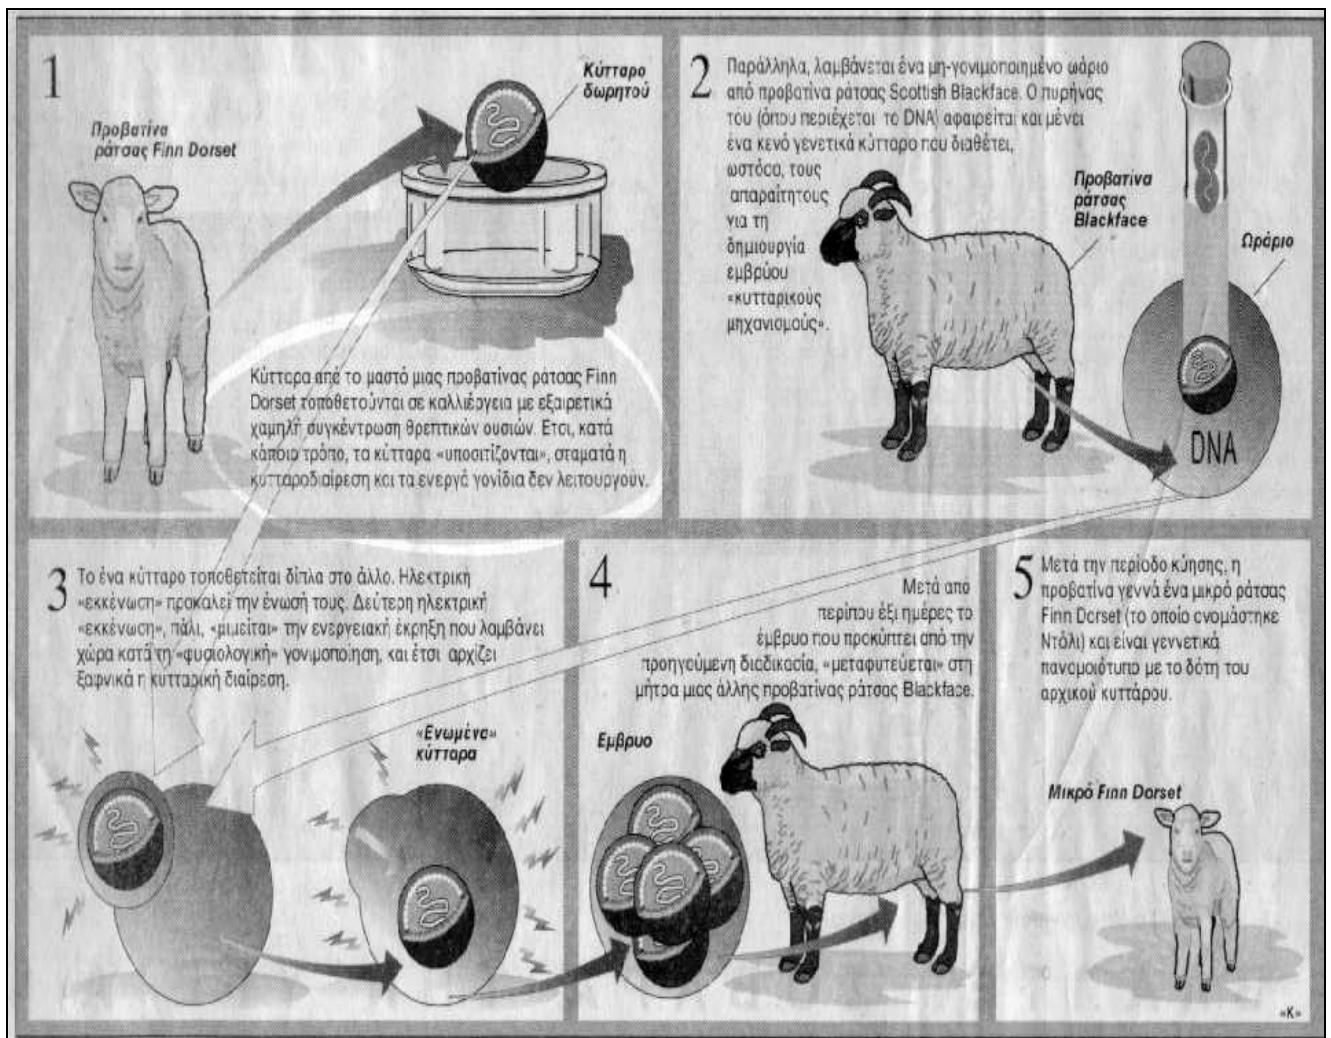 1
Κύτταρο
δωρητού
Προβατίνα
ράτσας Finn Dorset
Κύτταρα από το μαστό μιας προβατίνας ράτσας Finn
Dorset τοποθετούνται σε καλλιέργεια με εξαιρετικά
χαμηλή συγκέντρωση θρεπτικών ουσιών. Ετσι, κατά
κάποιο τρόπο, τα κύτταρα «υποσιτίζονται», σταματά η
κυτταροδιαίρεση και τα ενεργά γονίδια δεν λειτουργούν.
2
Παράλληλα, λαμβάνεται ένα μη-γονιμοποιημένο ωάριο
από προβατίνα ράτσας Scottish Blackface. Ο πυρήνας
του (όπου περιέχεται το DNA) αφαιρείται και μένει
ένα κενό γενετικά κύτταρο που διαθέτει,
ωστόσο, τους
απαραίτητους
για τη
δημιουργία
εμβρύου
«κυτταρικούς
μηχανισμούς».
Προβατίνα
ράτσας
Blackface
Ωράριο
DNA
3
Το ένα κύτταρο τοποθετείται δίπλα στο άλλο. Ηλεκτρική
«εκκένωση» προκαλεί την ένωσή τους. Δεύτερη ηλεκτρική
«εκκένωση», πάλι, «μιμείται» την ενεργειακή έκρηξη που λαμβάνει
χώρα κατά τη «φυσιολογική» γονιμοποίηση, και έτσι αρχίζει
ξαφνικά η κυτταρική διαίρεση.
«Ενωμένα»
κύτταρα
4
Μετά από
περίπου έξι ημέρες το
έμβρυο που προκύπτει από την
προηγούμενη διαδικασία, «μεταφυτεύεται» στη
μήτρα μιας άλλης προβατίνας ράτσας Blackface.
Εμβρυο
5
Μετά την περίοδο κύησης, η
προβατίνα γεννά ένα μικρό ράτσας
Finn Dorset (το οποίο ονομάστηκε
Ντόλι) και είναι γεννετικά
πανομοιότυπο με το δότη του
αρχικού κυττάρου.
Μικρό Finn Dorset
«Κ»